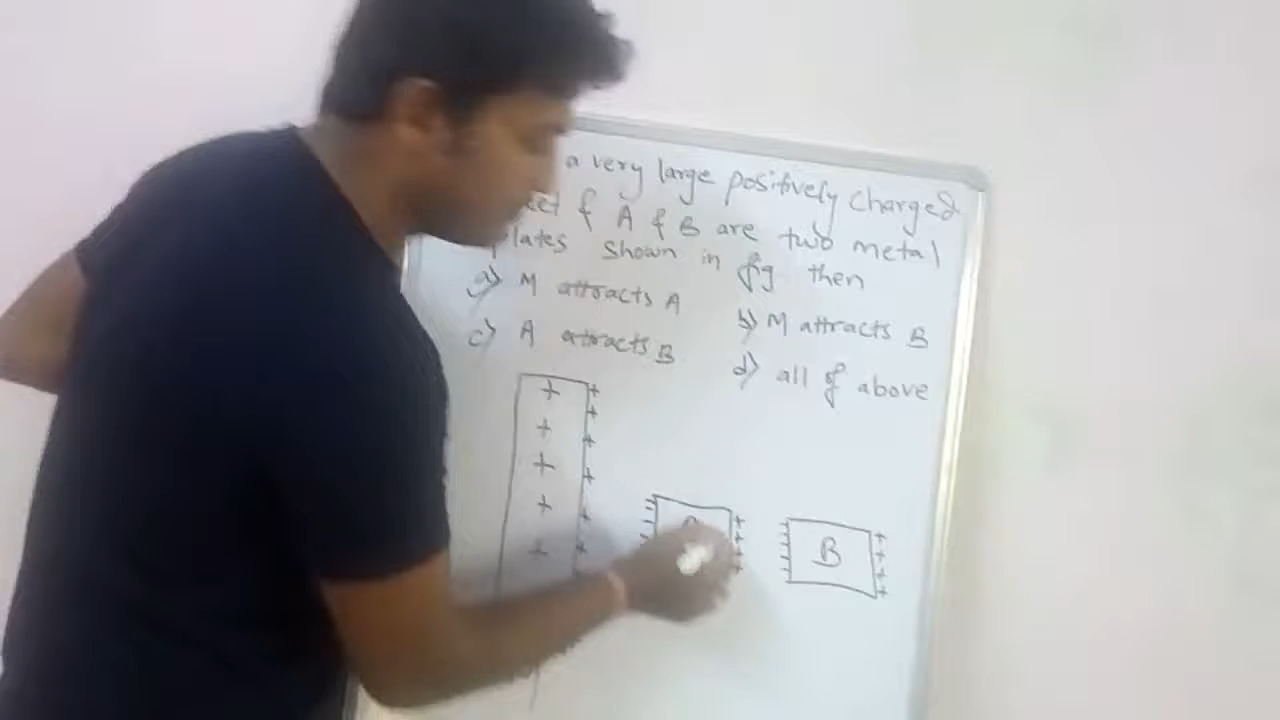 a very large positively charged
& A & B are two metal
plates shown in fig then
a) M attracts A
b) M attracts B
c) A attracts B
d) all of above
+ +
+ +
+ +
+ +
+ +
B